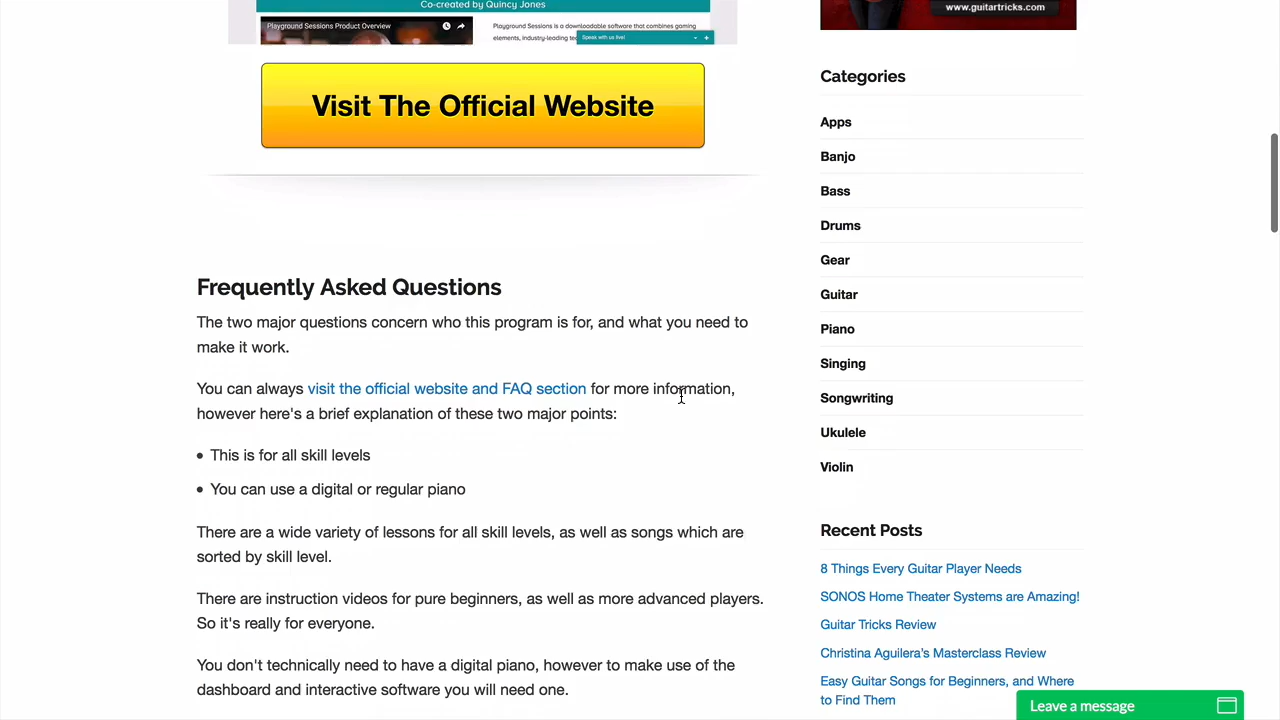 Co-created by Quincy Jones
Playground Sessions Product Overview
Playground Sessions is a downloadable software that combines gaming
elements, industry-leading
Speak with us live!
Visit The Official Website
Frequently Asked Questions
The two major questions concern who this program is for, and what you need to
make it work.
You can always visit the official website and FAQ section for more information,
however here's a brief explanation of these two major points:
This is for all skill levels
You can use a digital or regular piano
There are a wide variety of lessons for all skill levels, as well as songs which are
sorted by skill level.
There are instruction videos for pure beginners, as well as more advanced players.
So it's really for everyone.
You don't technically need to have a digital piano, however to make use of the
dashboard and interactive software you will need one.
www.guitartricks.com
Categories
Apps
Banjo
Bass
Drums
Gear
Guitar
Piano
Singing
Songwriting
Ukulele
Violin
Recent Posts
8 Things Every Guitar Player Needs
SONOS Home Theater Systems are Amazing!
Guitar Tricks Review
Christina Aguilera's Masterclass Review
Easy Guitar Songs for Beginners, and Where
to Find Them
Leave a message